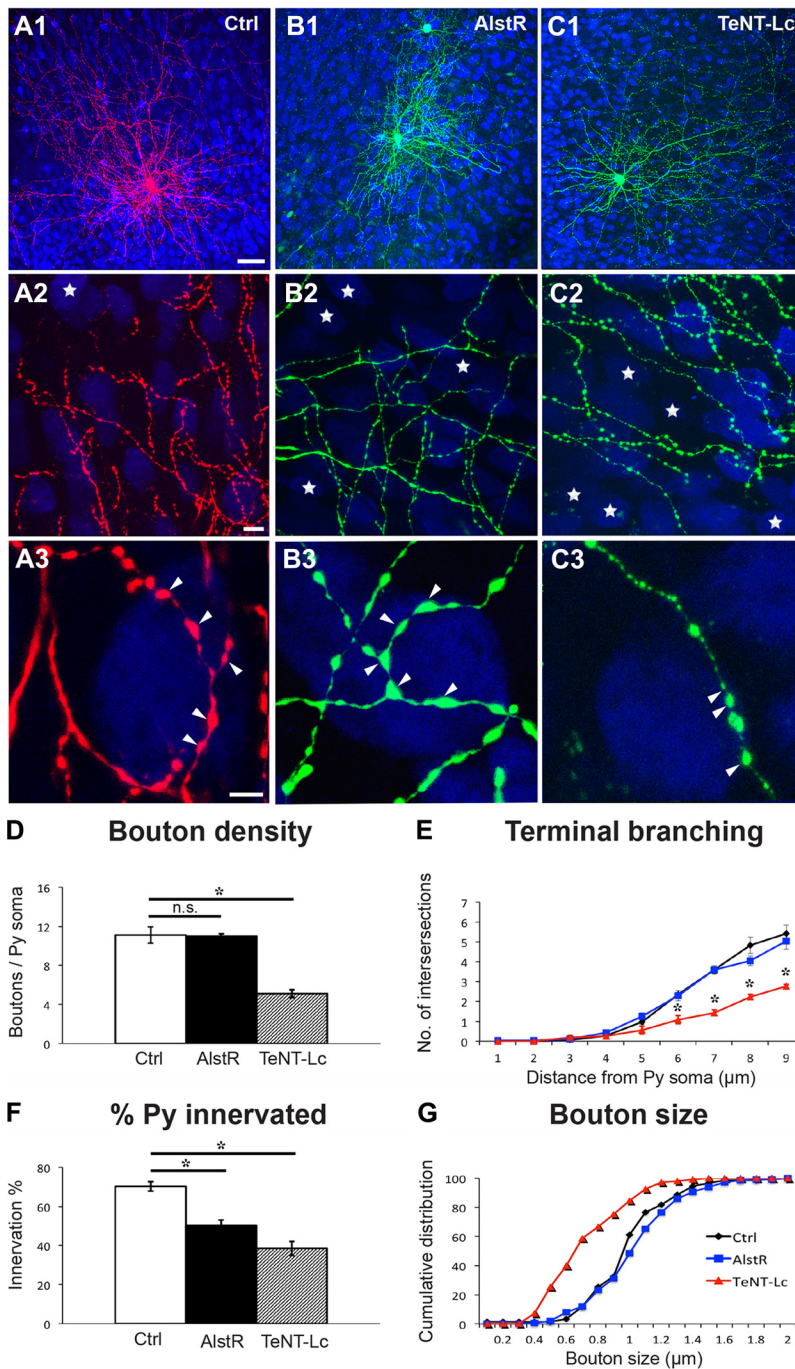 A1 Ctrl B1 AlstR C1 TeNT-Lc
A2 B2 C2
A3 B3 C3
D Bouton density
Boutons / Py soma
16
12
8
4
0
n.s.
*
Ctrl AlstR TeNT-Lc
E Terminal branching
No. of intersersections
7
6
5
4
3
2
1
0
* * * *
1 2 3 4 5 6 7 8 9
Distance from Py soma (µm)
F % Py innervated
Innervation %
80
60
40
20
0
*
*
Ctrl AlstR TeNT-Lc
G Bouton size
Cumulative distribution
100
80
60
40
20
0
Ctrl
AlstR
TeNT-Lc
0.2 0.4 0.6 0.8 1 1.2 1.4 1.6 1.8 2
Bouton size (µm)